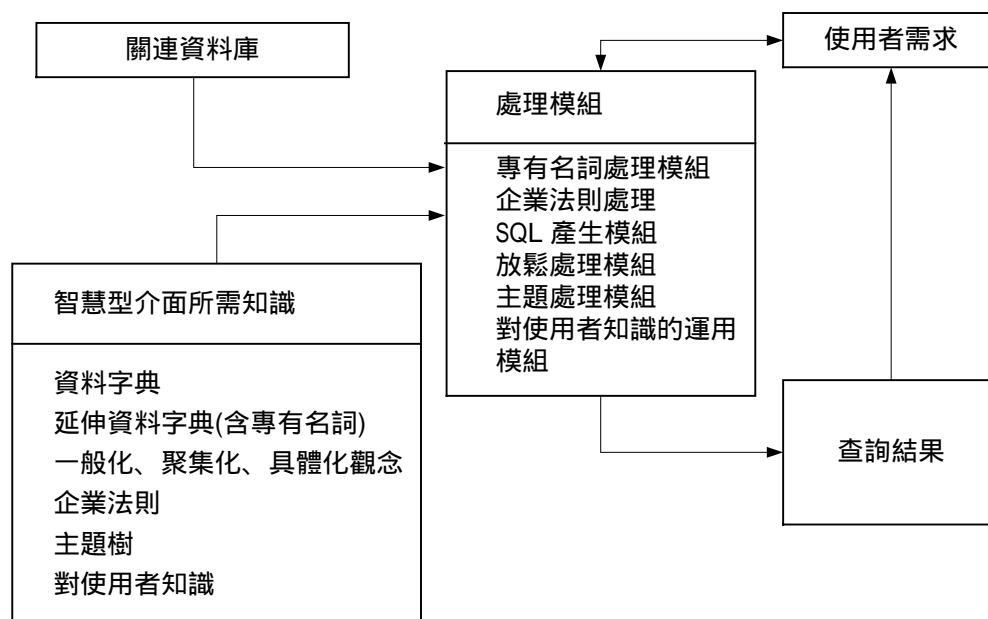 關連資料庫
使用者需求
處理模組
專有名詞處理模組
企業法則處理
SQL 產生模組
放鬆處理模組
主題處理模組
對使用者知識的運用
模組
智慧型介面所需知識
資料字典
延伸資料字典(含專有名詞)
一般化、聚集化、具體化觀念
企業法則
主題樹
對使用者知識
查詢結果